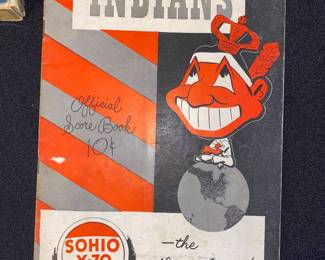 INDIANS
Official
Score Book
10¢
SOHIO
X-70
—the